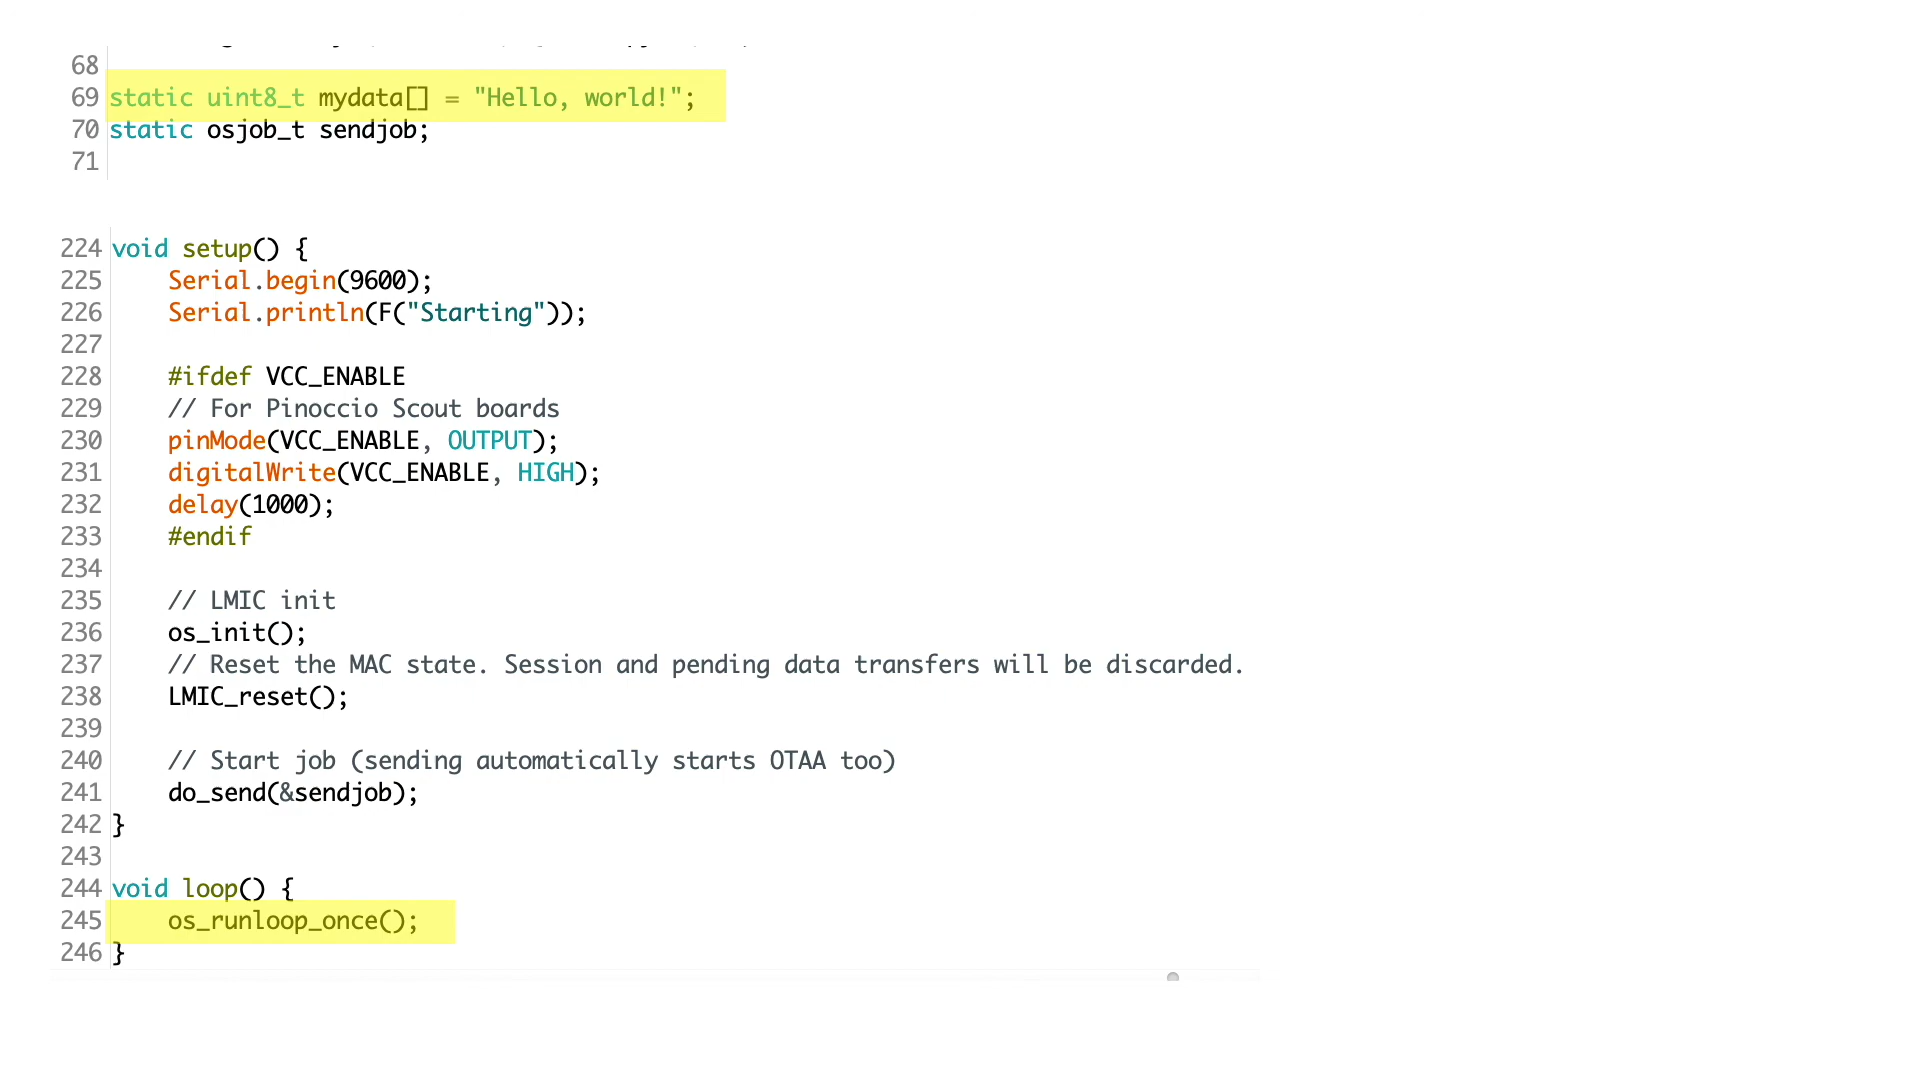 68
69 static uint8_t mydata[] = "Hello, world!";
70 static osjob_t sendjob;
71
224 void setup() {
225     Serial.begin(9600);
226     Serial.println(F("Starting"));
227
228     #ifdef VCC_ENABLE
229     // For Pinoccio Scout boards
230     pinMode(VCC_ENABLE, OUTPUT);
231     digitalWrite(VCC_ENABLE, HIGH);
232     delay(1000);
233     #endif
234
235     // LMIC init
236     os_init();
237     // Reset the MAC state. Session and pending data transfers will be discarded.
238     LMIC_reset();
239
240     // Start job (sending automatically starts OTAA too)
241     do_send(&sendjob);
242 }
243
244 void loop() {
245     os_runloop_once();
246 }